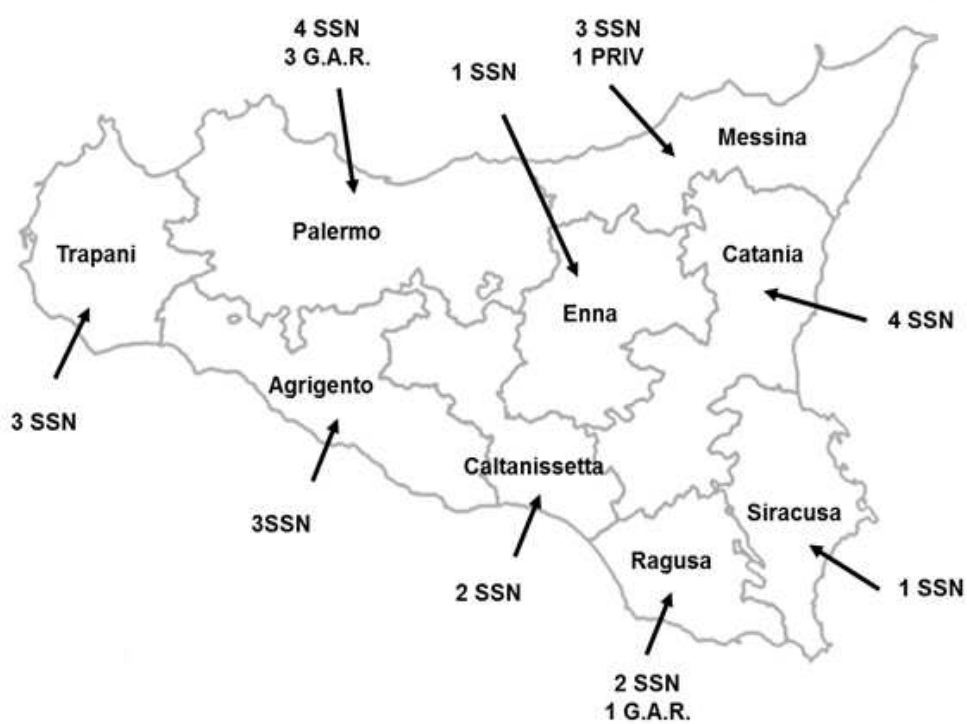 4 SSN
3 G.A.R.
3 SSN
1 PRIV
1 SSN
Messina
Palermo
Trapani
Catania
Enna
4 SSN
Agrigento
3 SSN
Caltanissetta
Siracusa
3SSN
Ragusa
2 SSN
1 SSN
2 SSN
1 G.A.R.